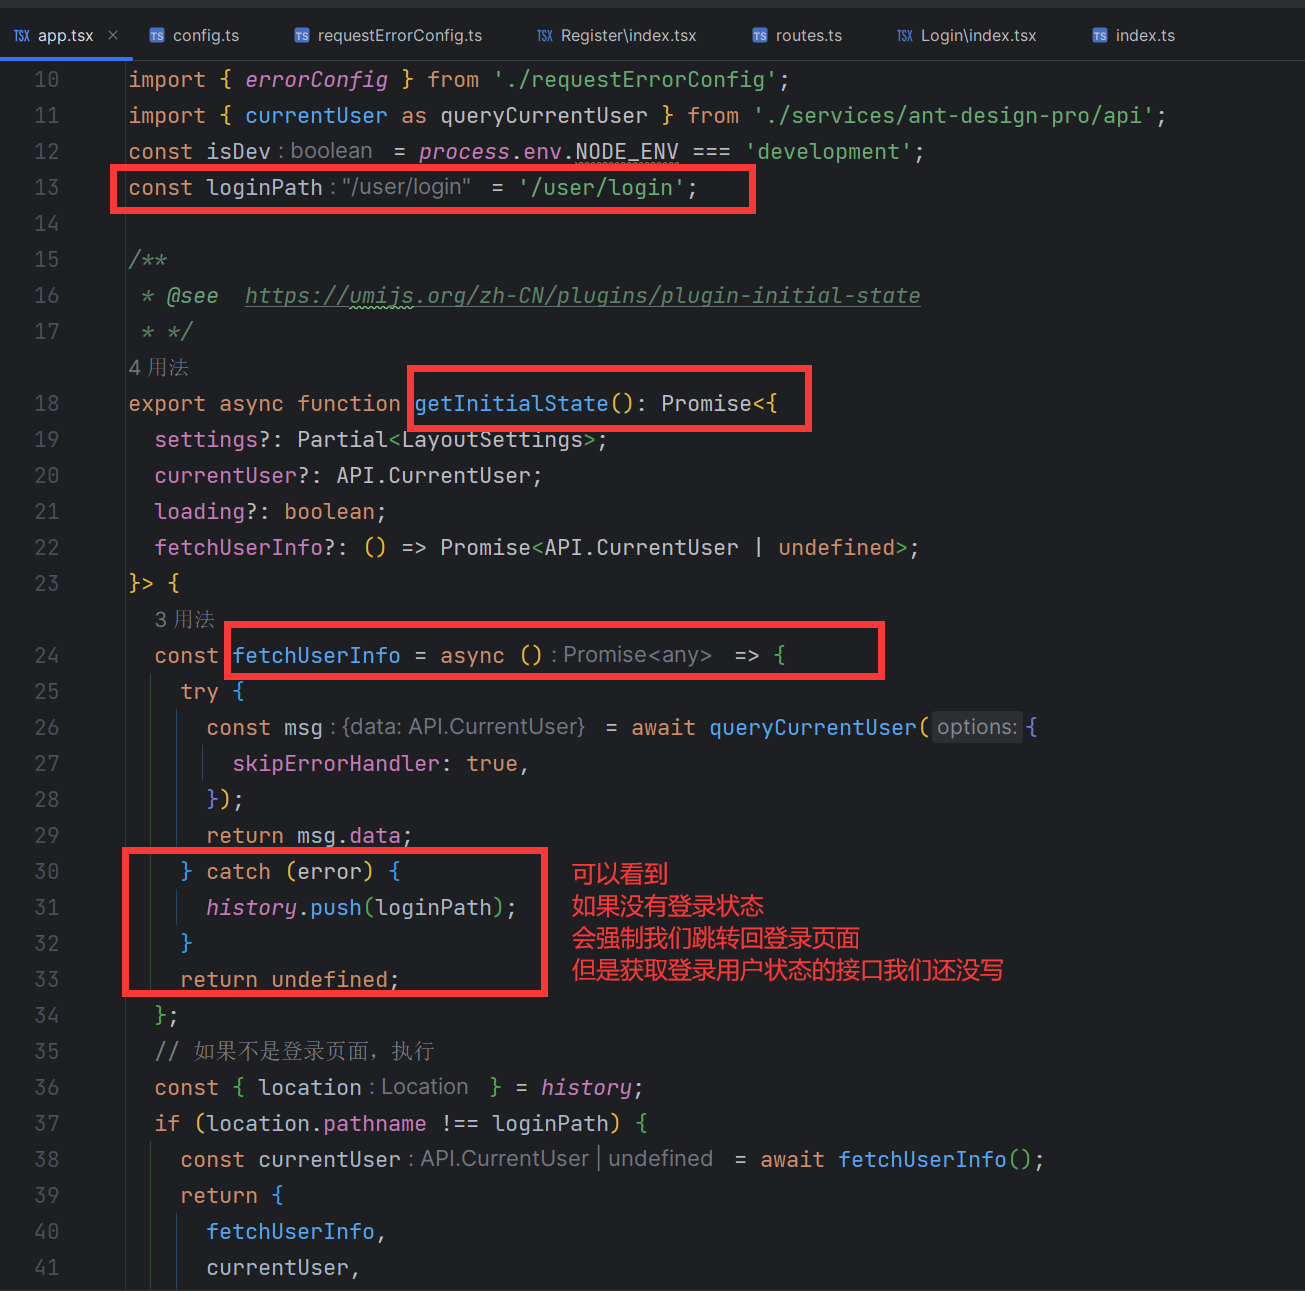 app.tsx × config.ts requestErrorConfig.ts Register\index.tsx routes.ts Login\index.tsx index.ts
10 import { errorConfig } from './requestErrorConfig';
11 import { currentUser as queryCurrentUser } from './services/ant-design-pro/api';
12 const isDev : boolean = process.env.NODE_ENV === 'development';
13 const loginPath : "/user/login" = '/user/login';
14
15 /**
16 * @see https://umijs.org/zh-CN/plugins/plugin-initial-state
17 * */
4 用法
18 export async function getInitialState(): Promise<{
19 settings?: Partial<LayoutSettings>;
20 currentUser?: API.CurrentUser;
21 loading?: boolean;
22 fetchUserInfo?: () => Promise<API.CurrentUser | undefined>;
23 }> {
3 用法
24 const fetchUserInfo = async () : Promise<any> => {
25 try {
26 const msg : {data: API.CurrentUser} = await queryCurrentUser( options: {
27 skipErrorHandler: true,
28 });
29 return msg.data;
30 } catch (error) {
31 history.push(loginPath);
32 }
33 return undefined;
可以看到
如果没有登录状态
会强制我们跳转回登录页面
但是获取登录用户状态的接口我们还没写
34 };
35 // 如果不是登录页面，执行
36 const { location : Location } = history;
37 if (location.pathname !== loginPath) {
38 const currentUser : API.CurrentUser | undefined = await fetchUserInfo();
39 return {
40 fetchUserInfo,
41 currentUser,